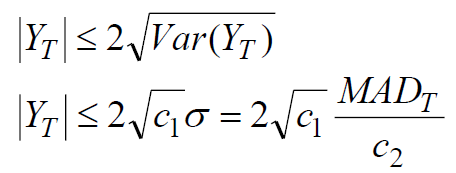 |Y_T| ≤ 2√Var(Y_T)
|Y_T| ≤ 2√c_1 σ = 2√c_1 MAD_T / c_2